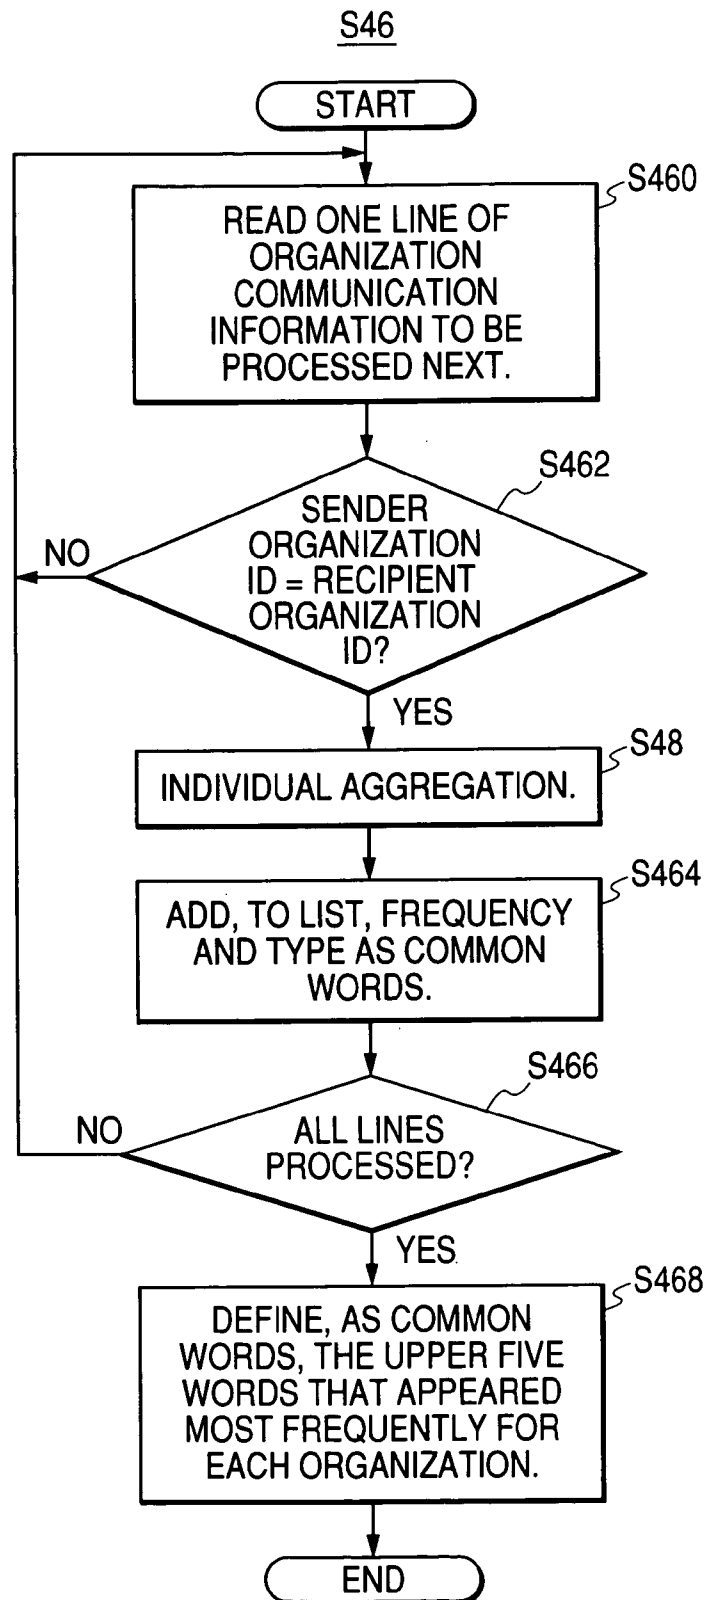 S46
START
S460
READ ONE LINE OF
ORGANIZATION
COMMUNICATION
INFORMATION TO BE
PROCESSED NEXT.
S462
SENDER
ORGANIZATION
ID = RECIPIENT
ORGANIZATION
ID?
NO
YES
S48
INDIVIDUAL AGGREGATION.
S464
ADD, TO LIST, FREQUENCY
AND TYPE AS COMMON
WORDS.
S466
ALL LINES
PROCESSED?
NO
YES
S468
DEFINE, AS COMMON
WORDS, THE UPPER FIVE
WORDS THAT APPEARED
MOST FREQUENTLY FOR
EACH ORGANIZATION.
END